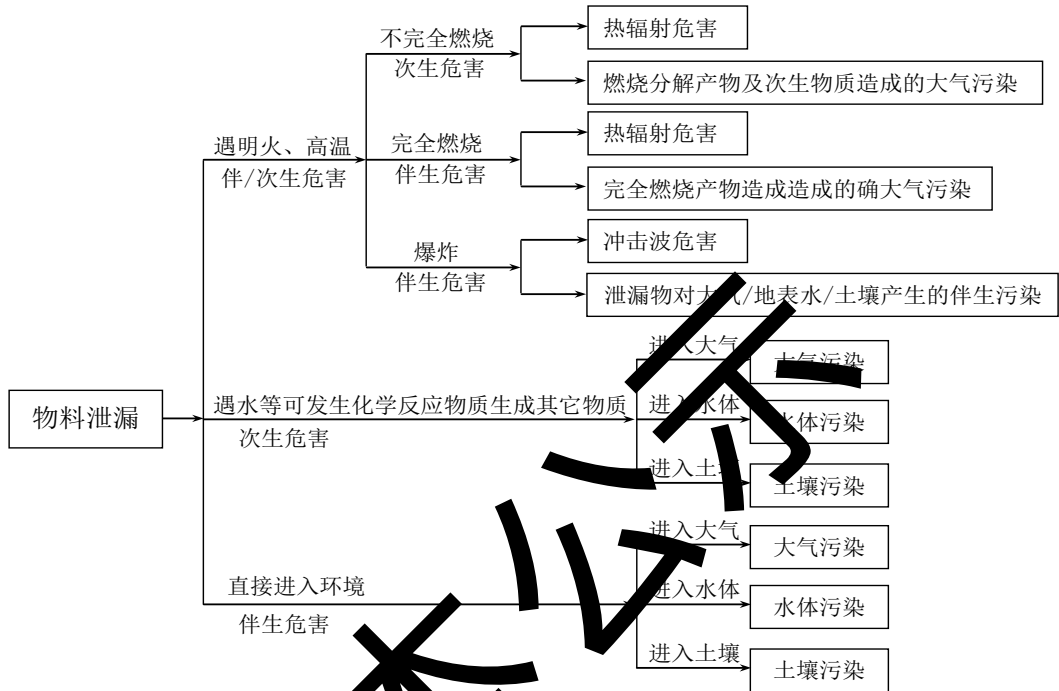 不完全燃烧
次生危害
热辐射危害
燃烧分解产物及次生物质造成的大气污染
遇明火、高温
伴/次生危害
完全燃烧
伴生危害
热辐射危害
完全燃烧产物造成造成的确大气污染
爆炸
伴生危害
冲击波危害
泄漏物对大气/地表水/土壤产生的伴生污染
物料泄漏
遇水等可发生化学反应物质生成其它物质
次生危害
进入大气
大气污染
进入水体
水体污染
进入土壤
土壤污染
直接进入环境
伴生危害
进入大气
大气污染
进入水体
水体污染
进入土壤
土壤污染